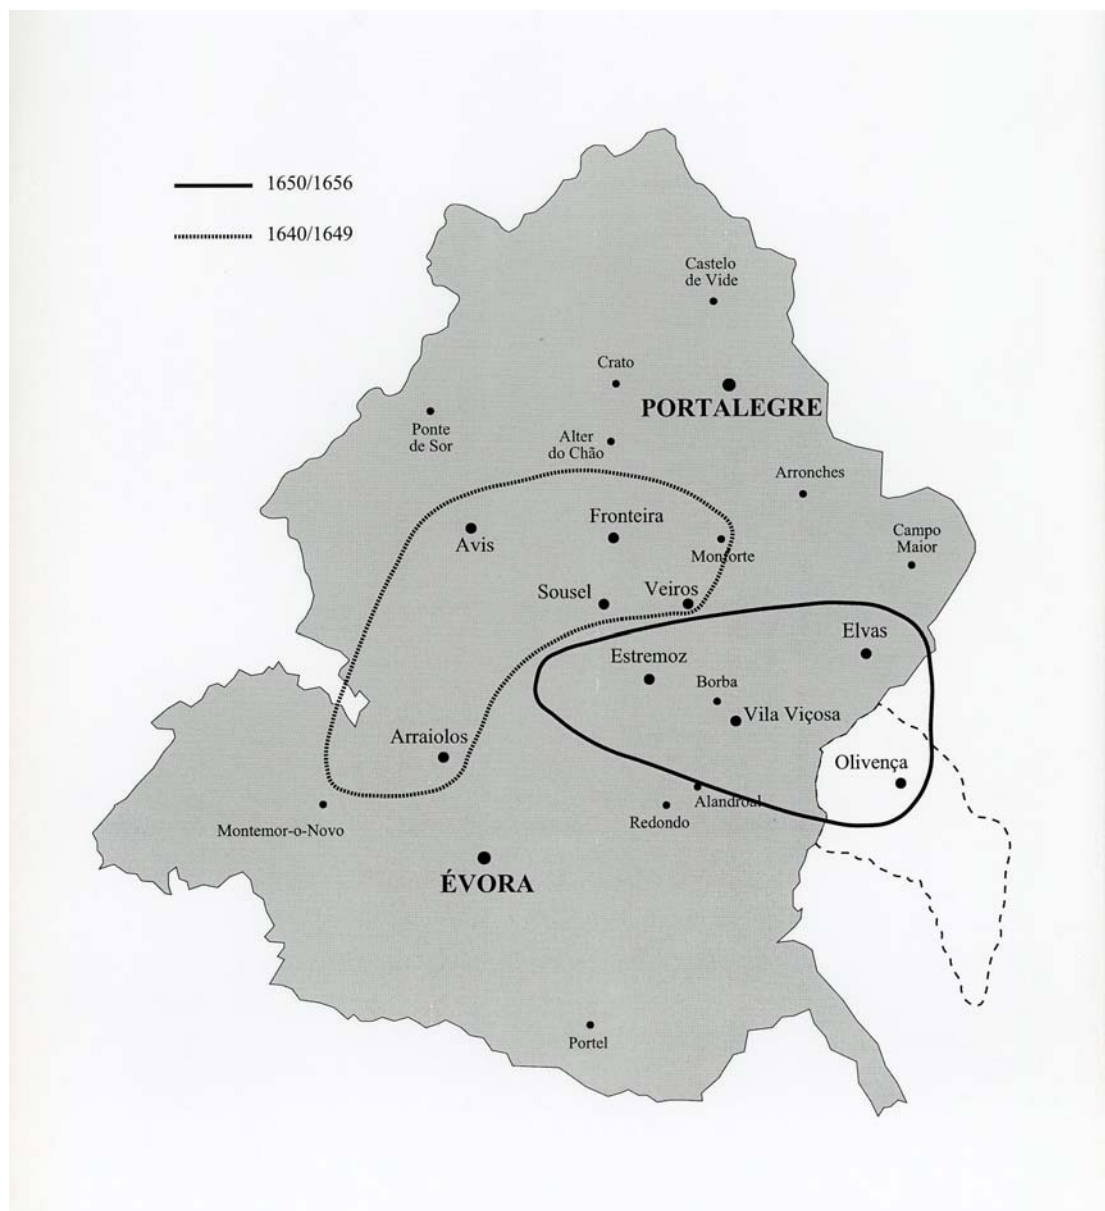 1650/1656
1640/1649
Castelo
de Vide
Crato
PORTALEGRE
Ponte
de Sor
Alter
do Chão
Arronches
Fronteira
Avis
Campo
Maior
Monforte
Sousel
Veiros
Elvas
Estremoz
Borba
Vila Viçosa
Arraiolos
Olivença
Alandroal
Redondo
Montemor-o-Novo
ÉVORA
Portel